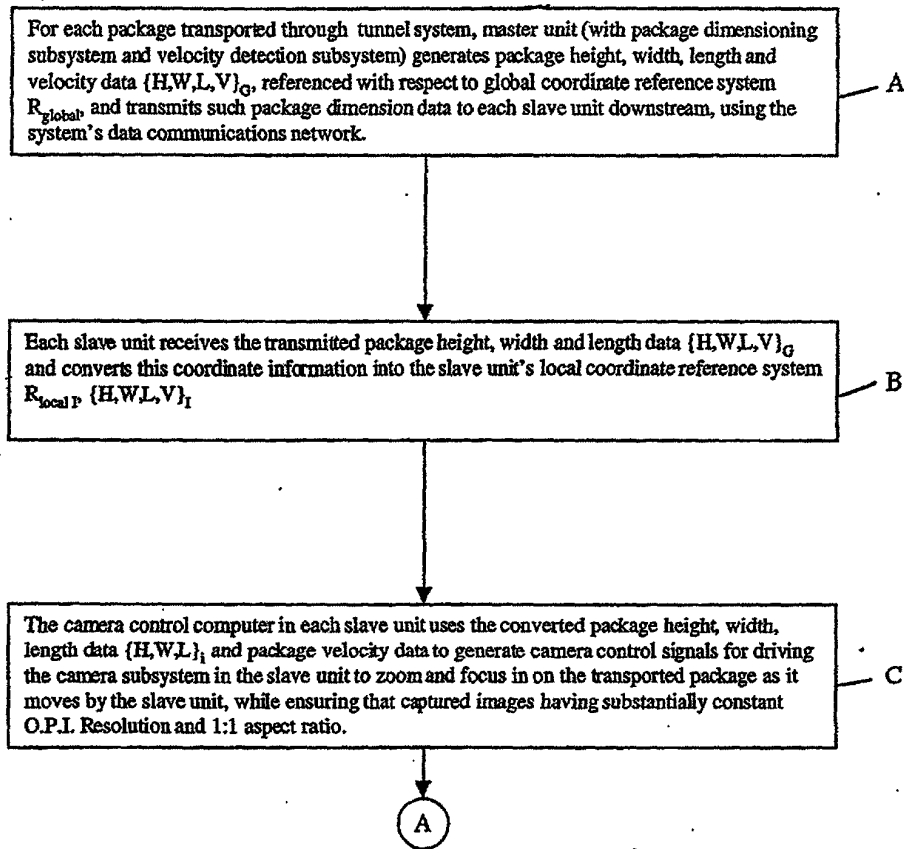 For each package transported through tunnel system, master unit (with package dimensioning
subsystem and velocity detection subsystem) generates package height, width, length and
velocity data {H,W,L,V}G, referenced with respect to global coordinate reference system
Rglobal, and transmits such package dimension data to each slave unit downstream, using the
system's data communications network.
A
Each slave unit receives the transmitted package height, width and length data {H,W,L,V}G
and converts this coordinate information into the slave unit's local coordinate reference system
Rlocal I, {H,W,L,V}I
B
The camera control computer in each slave unit uses the converted package height, width,
length data {H,W,L}i and package velocity data to generate camera control signals for driving
the camera subsystem in the slave unit to zoom and focus in on the transported package as it
moves by the slave unit, while ensuring that captured images having substantially constant
O.P.I. Resolution and 1:1 aspect ratio.
C
A